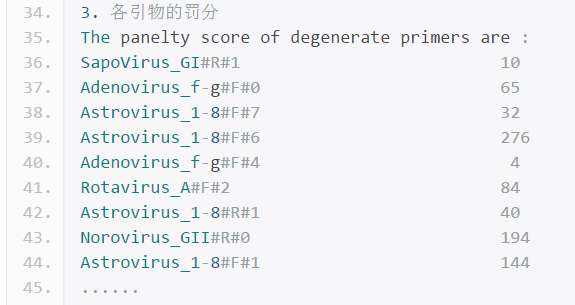 34. 3. 各引物的罚分
35. The panelty score of degenerate primers are :
36. SapoVirus_GI#R#1 10
37. Adenovirus_f-g#F#0 65
38. Astrovirus_1-8#F#7 32
39. Astrovirus_1-8#F#6 276
40. Adenovirus_f-g#F#4 4
41. Rotavirus_A#F#2 84
42. Astrovirus_1-8#R#1 40
43. Norovirus_GII#R#0 194
44. Astrovirus_1-8#F#1 144
45. ......